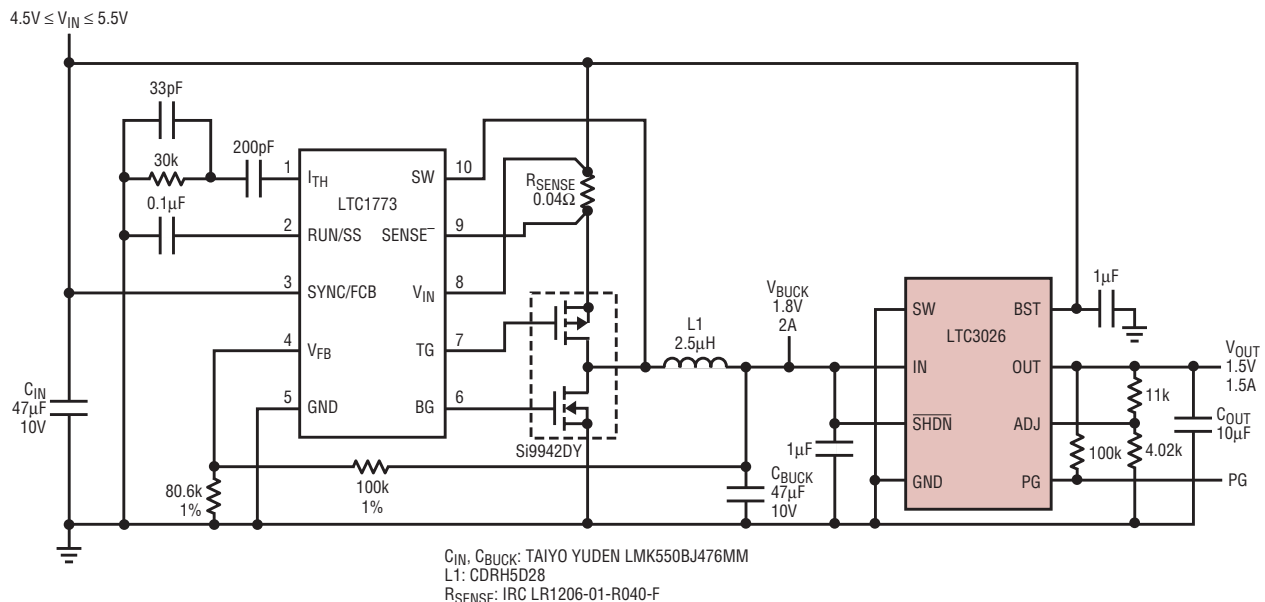 4.5V ≤ VIN ≤ 5.5V
33pF
30k
200pF
0.1µF
CIN
47µF
10V
1
ITH
2
RUN/SS
3
SYNC/FCB
4
VFB
5
GND
LTC1773
SW
10
SENSE–
9
VIN
8
TG
7
BG
6
RSENSE
0.04Ω
Si9942DY
80.6k
1%
100k
1%
L1
2.5µH
VBUCK
1.8V
2A
CBUCK
47µF
10V
1µF
SW
IN
SHDN
GND
LTC3026
BST
OUT
ADJ
PG
1µF
VOUT
1.5V
1.5A
11k
COUT
10µF
100k
4.02k
PG
CIN, CBUCK: TAIYO YUDEN LMK550BJ476MM
L1: CDRH5D28
RSENSE: IRC LR1206-01-R040-F